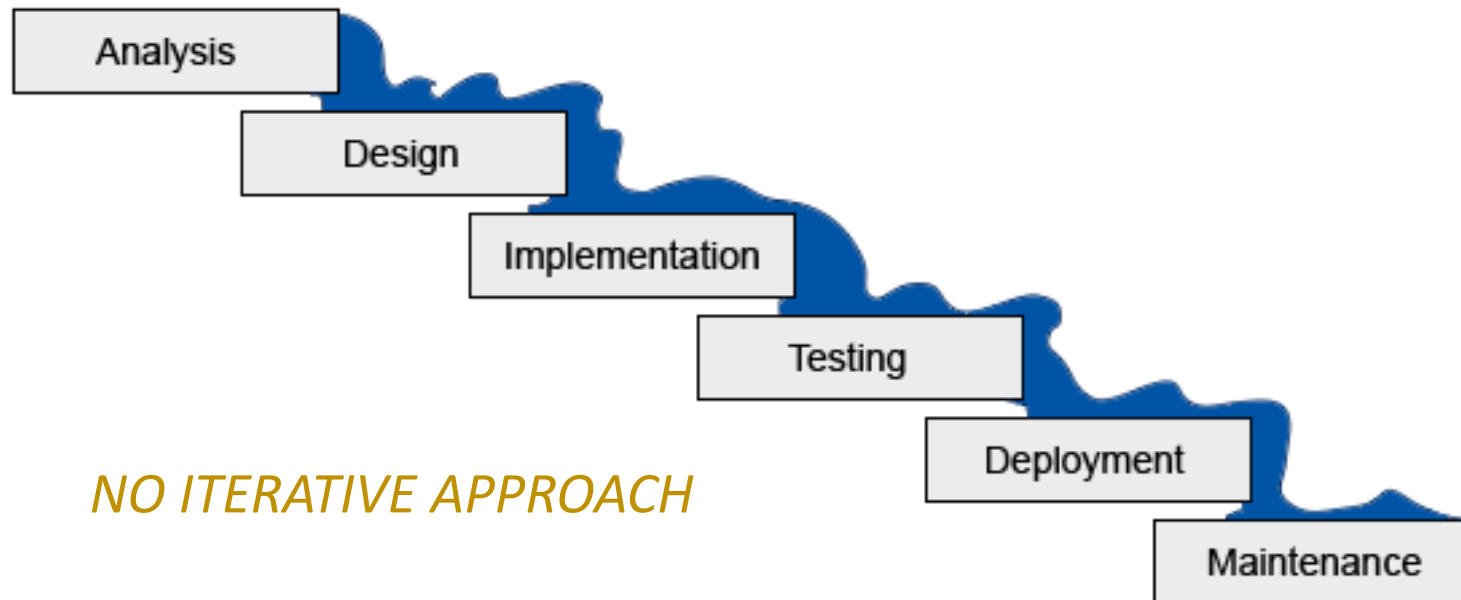 Analysis
Design
Implementation
Testing
Deployment
NO ITERATIVE APPROACH
Maintenance